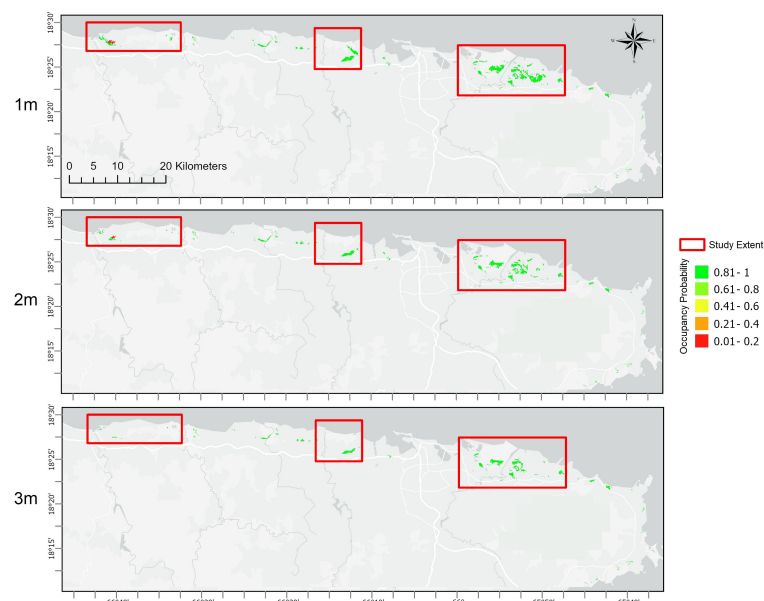 18°30'
18°25'
18°20'
18°15'
1m
0 5 10 20 Kilometers
18°30'
18°25'
18°20'
18°15'
2m
Study Extent
Occupancy Probability
0.81- 1
0.61- 0.8
0.41- 0.6
0.21- 0.4
0.01- 0.2
18°30'
18°25'
18°20'
18°15'
3m